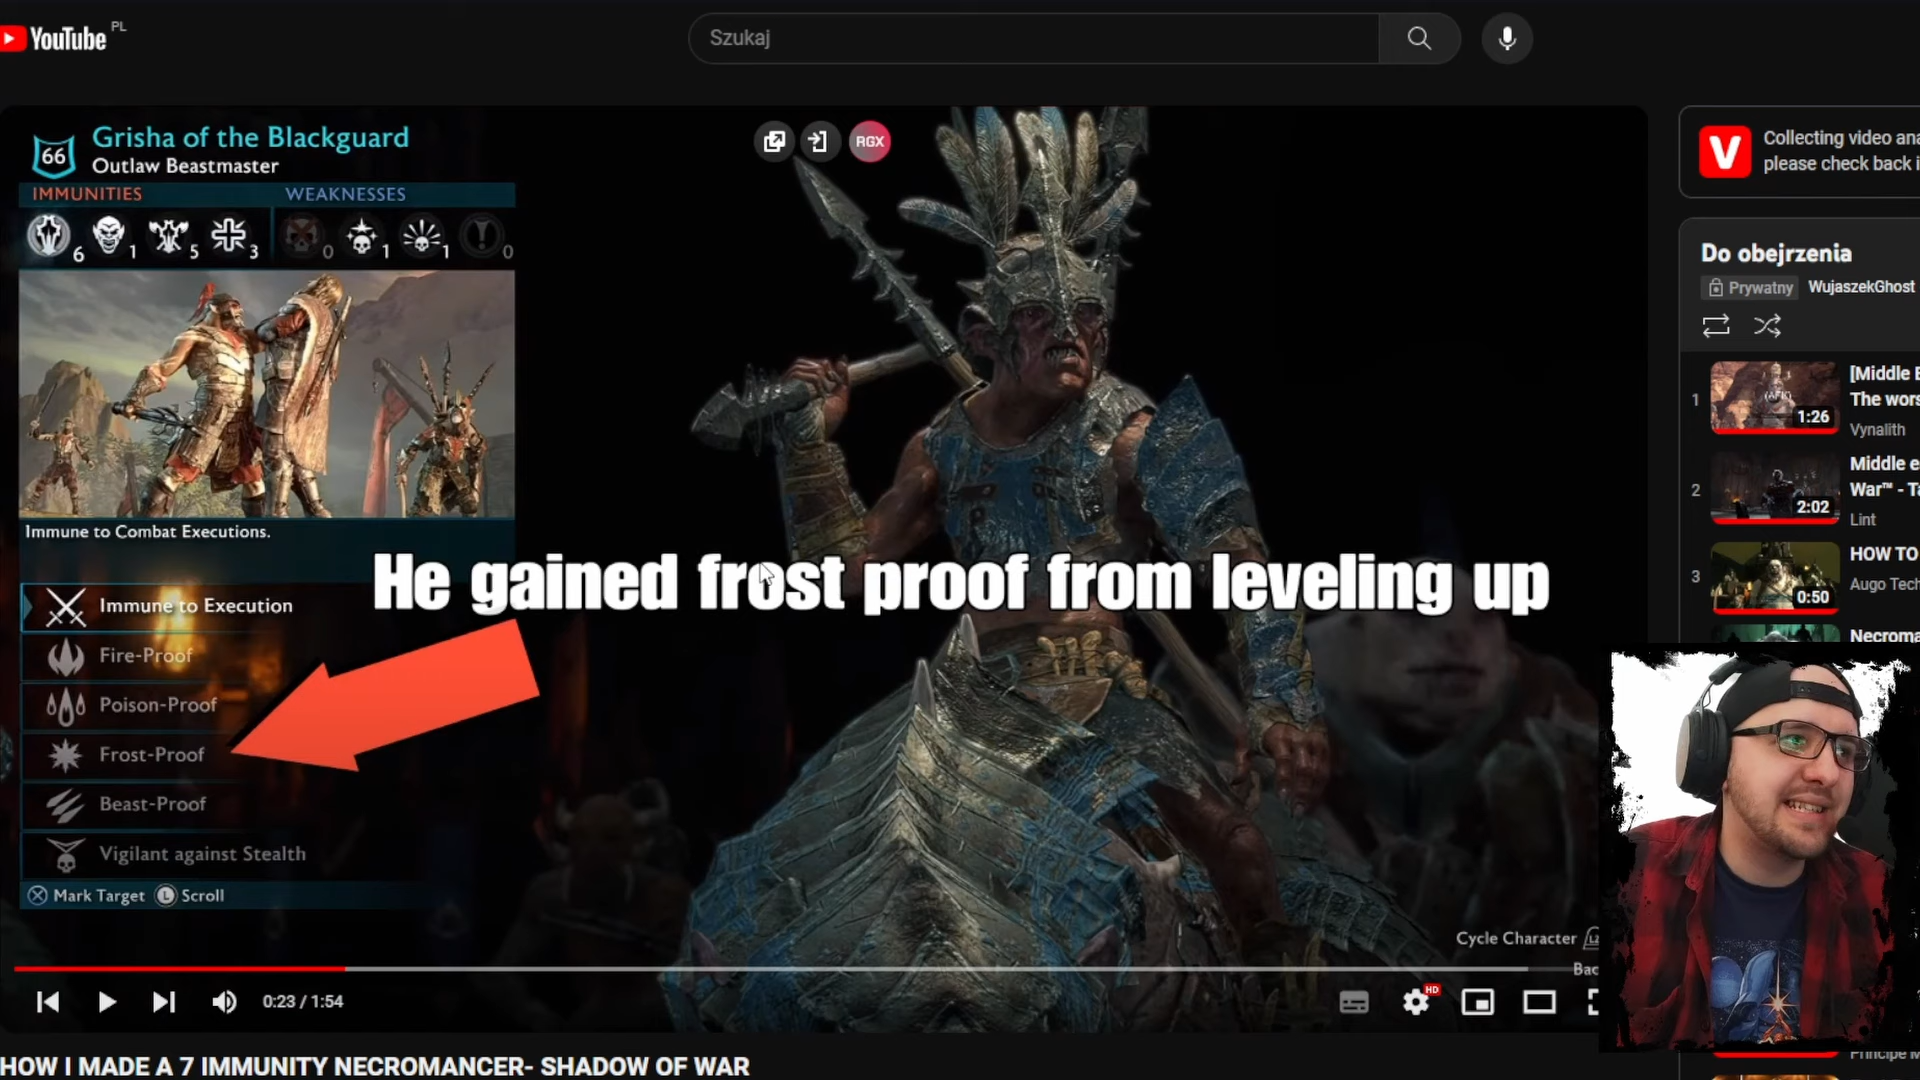 YouTube PL
Szukaj
66
Grisha of the Blackguard
Outlaw Beastmaster
IMMUNITIES
WEAKNESSES
6 1 5 3 0 1 1 0
RGX
Immune to Combat Executions.
He gained frost proof from leveling up
Immune to Execution
Fire-Proof
Poison-Proof
Frost-Proof
Beast-Proof
Vigilant against Stealth
Mark Target L Scroll
Cycle Character
Bac
0:23 / 1:54
HD
HOW I MADE A 7 IMMUNITY NECROMANCER- SHADOW OF WAR
V
Collecting video ana
please check back i
Do obejrzenia
Prywatny WujaszekGhost
1
1:26
[Middle E
The wors
Vynalith
2
2:02
Middle e
War™ - Ta
Lint
3
0:50
HOW TO
Augo Tech
Necroma
Principe M